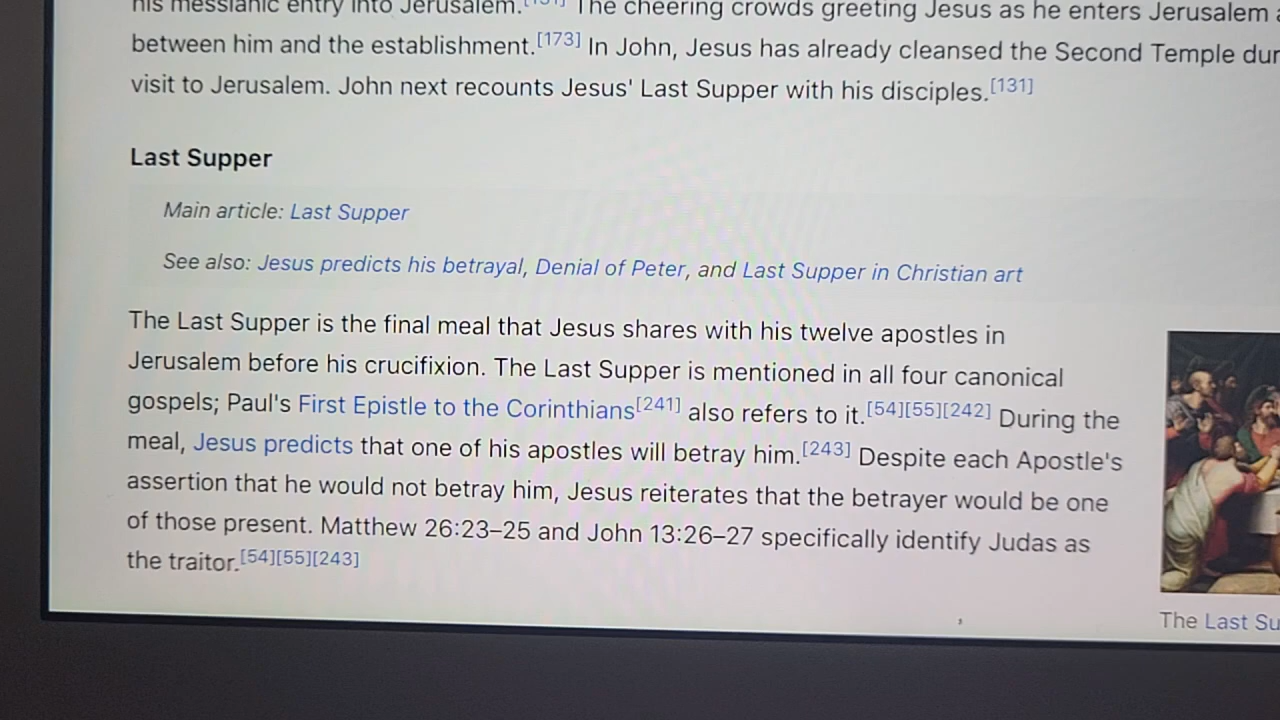 his messianic entry into Jerusalem. The cheering crowds greeting Jesus as he enters Jerusalem
between him and the establishment.[173] In John, Jesus has already cleansed the Second Temple
visit to Jerusalem. John next recounts Jesus' Last Supper with his disciples.[131]
Last Supper
Main article: Last Supper
See also: Jesus predicts his betrayal, Denial of Peter, and Last Supper in Christian art
The Last Supper is the final meal that Jesus shares with his twelve apostles in
Jerusalem before his crucifixion. The Last Supper is mentioned in all four canonical
gospels; Paul's First Epistle to the Corinthians[241] also refers to it.[54][55][242] During the
meal, Jesus predicts that one of his apostles will betray him.[243] Despite each Apostle's
assertion that he would not betray him, Jesus reiterates that the betrayer would be one
of those present. Matthew 26:23–25 and John 13:26–27 specifically identify Judas as
the traitor.[54][55][243]
The Last